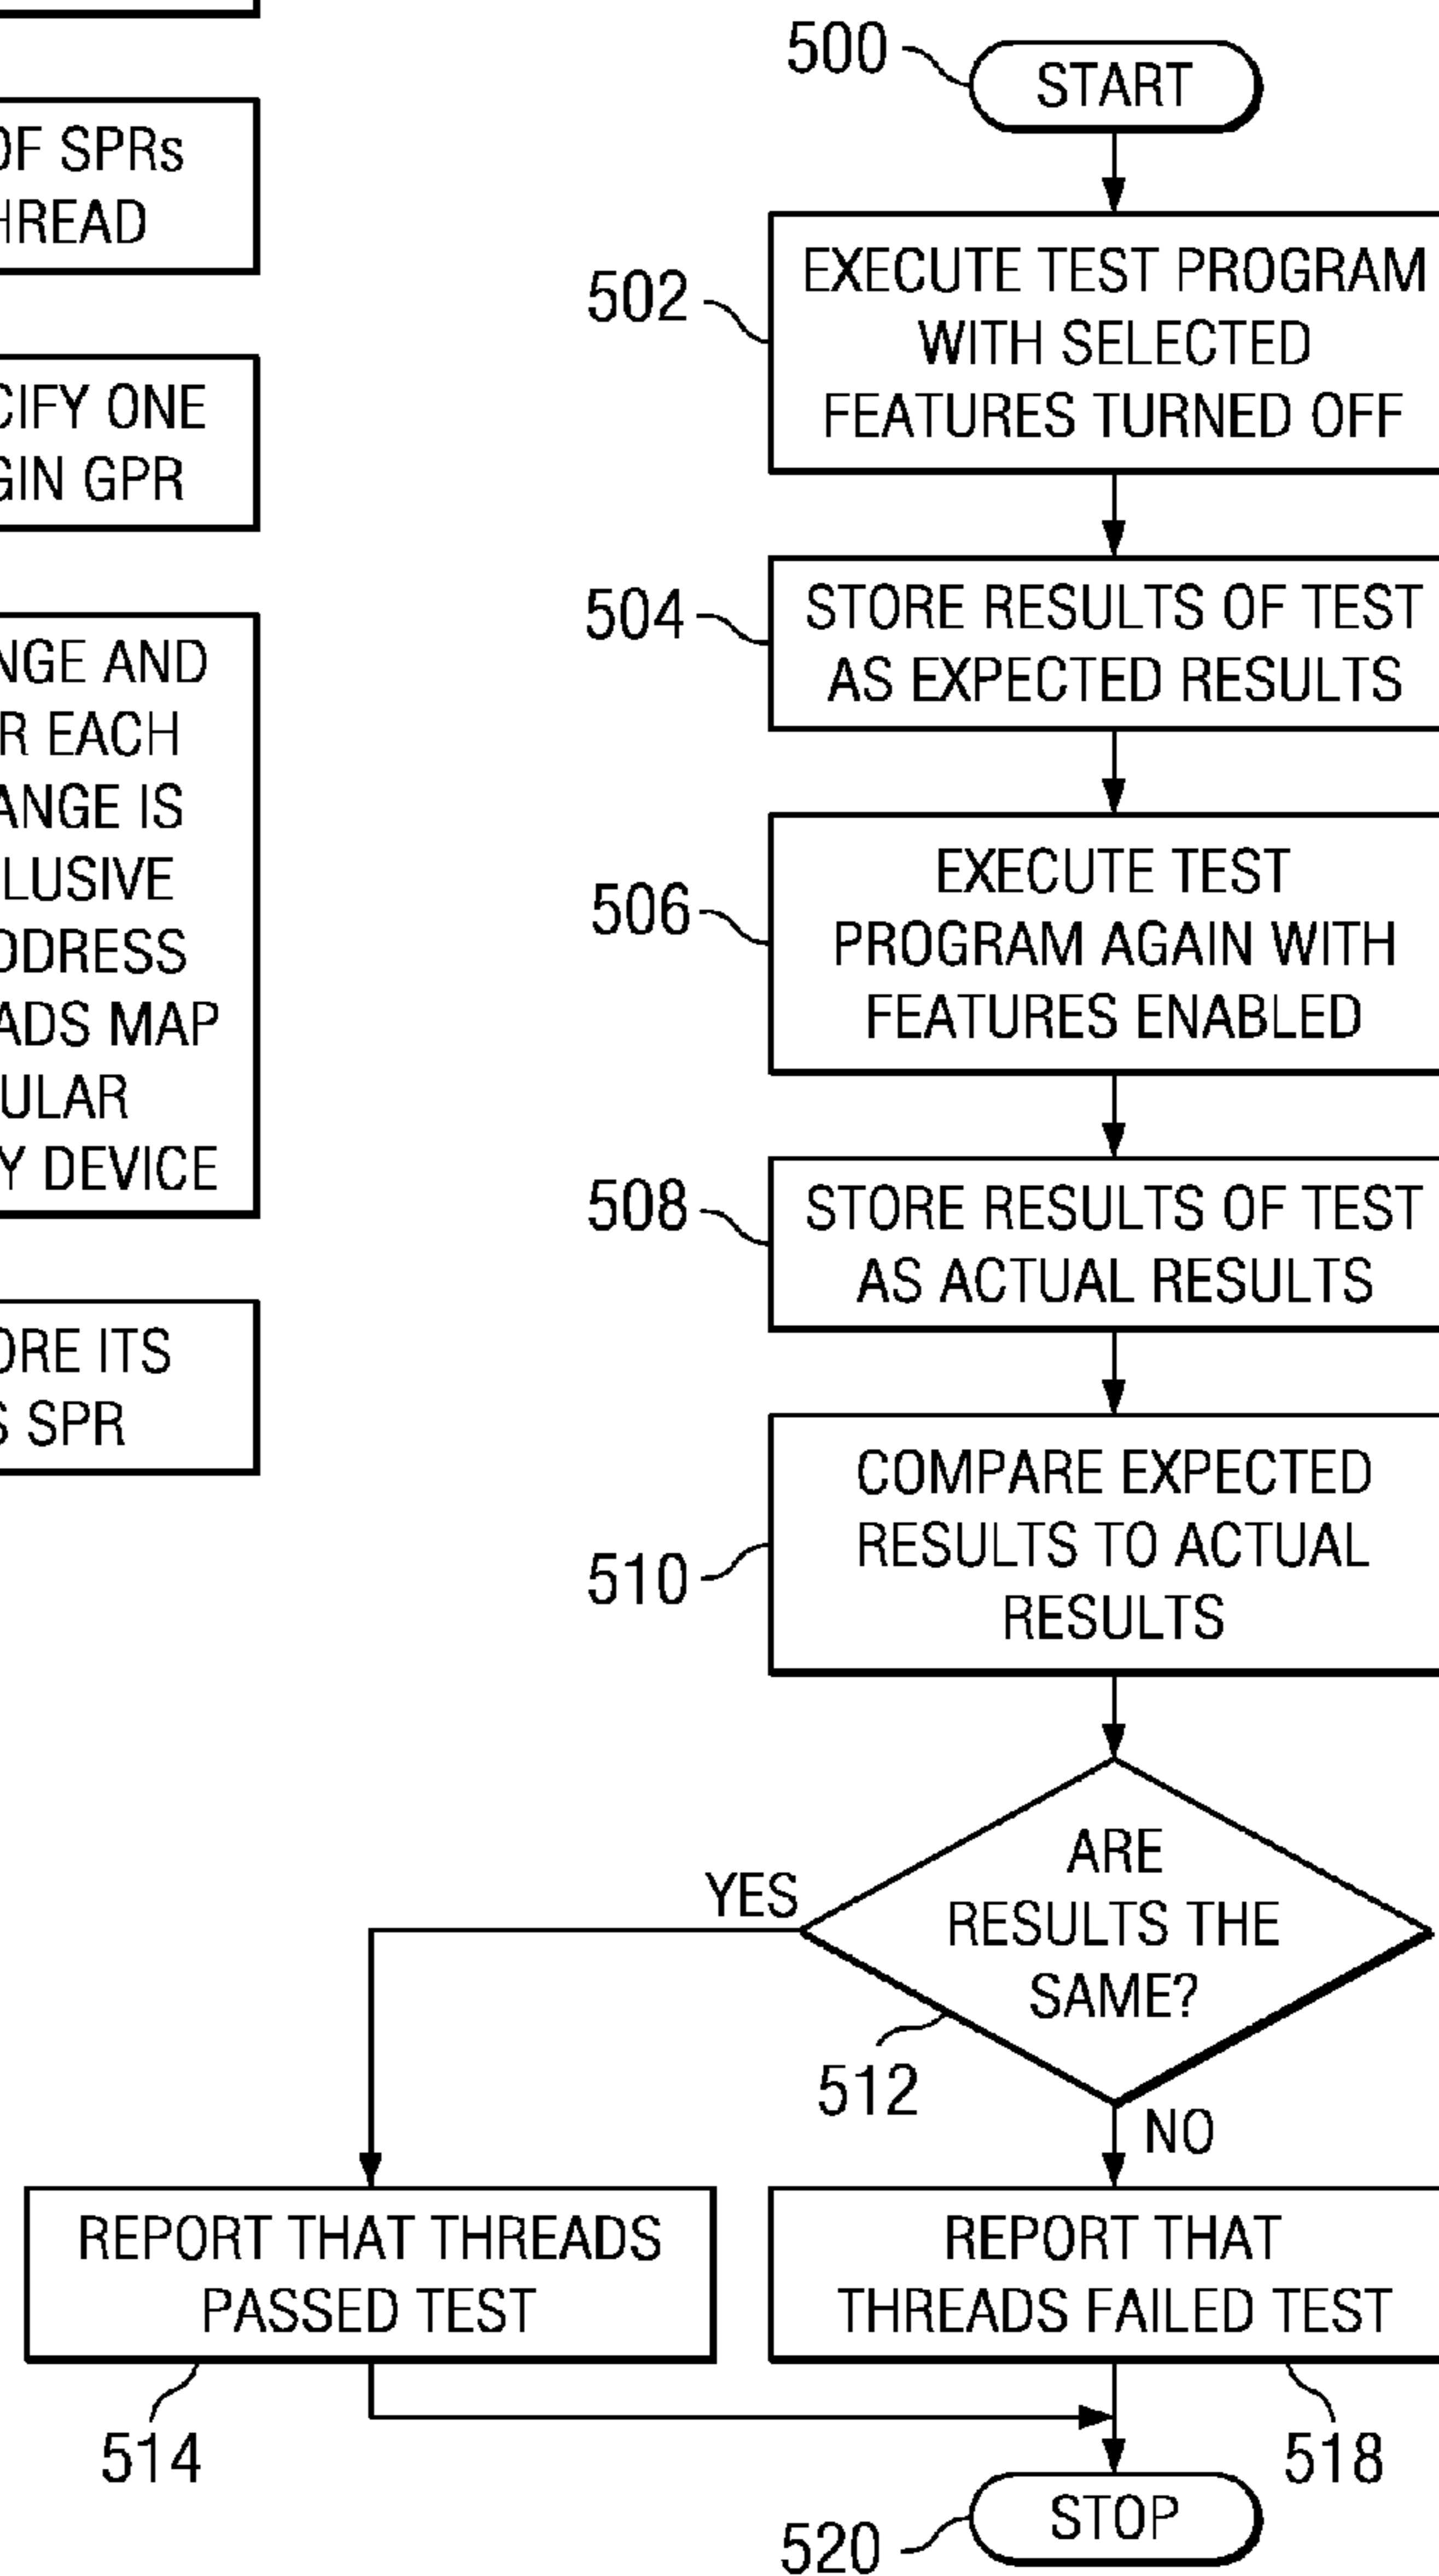 OF SPRs
THREAD
CIFY ONE
GIN GPR
NGE AND
R EACH
ANGE IS
LUSIVE
DDRESS
ADS MAP
ULAR
Y DEVICE
ORE ITS
S SPR
500
START
502
EXECUTE TEST PROGRAM
WITH SELECTED
FEATURES TURNED OFF
504
STORE RESULTS OF TEST
AS EXPECTED RESULTS
506
EXECUTE TEST
PROGRAM AGAIN WITH
FEATURES ENABLED
508
STORE RESULTS OF TEST
AS ACTUAL RESULTS
510
COMPARE EXPECTED
RESULTS TO ACTUAL
RESULTS
YES
ARE
RESULTS THE
SAME?
512
NO
REPORT THAT THREADS
PASSED TEST
514
REPORT THAT
THREADS FAILED TEST
518
520
STOP